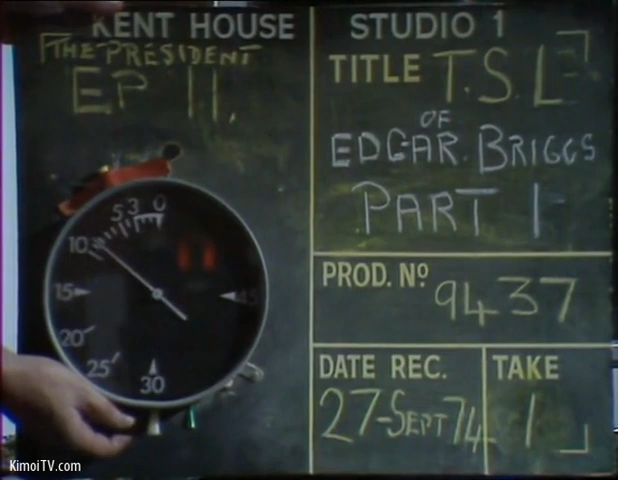 KENT HOUSE
THE PRESIDENT
EP 11.
5 3 0
10
15
20
25
30
45
STUDIO 1
TITLE T.S.L
OF
EDGAR. BRIGGS
PART 1
PROD. Nº 9437
DATE REC.
27-SEPT 74
TAKE
1
KimoiTV.com